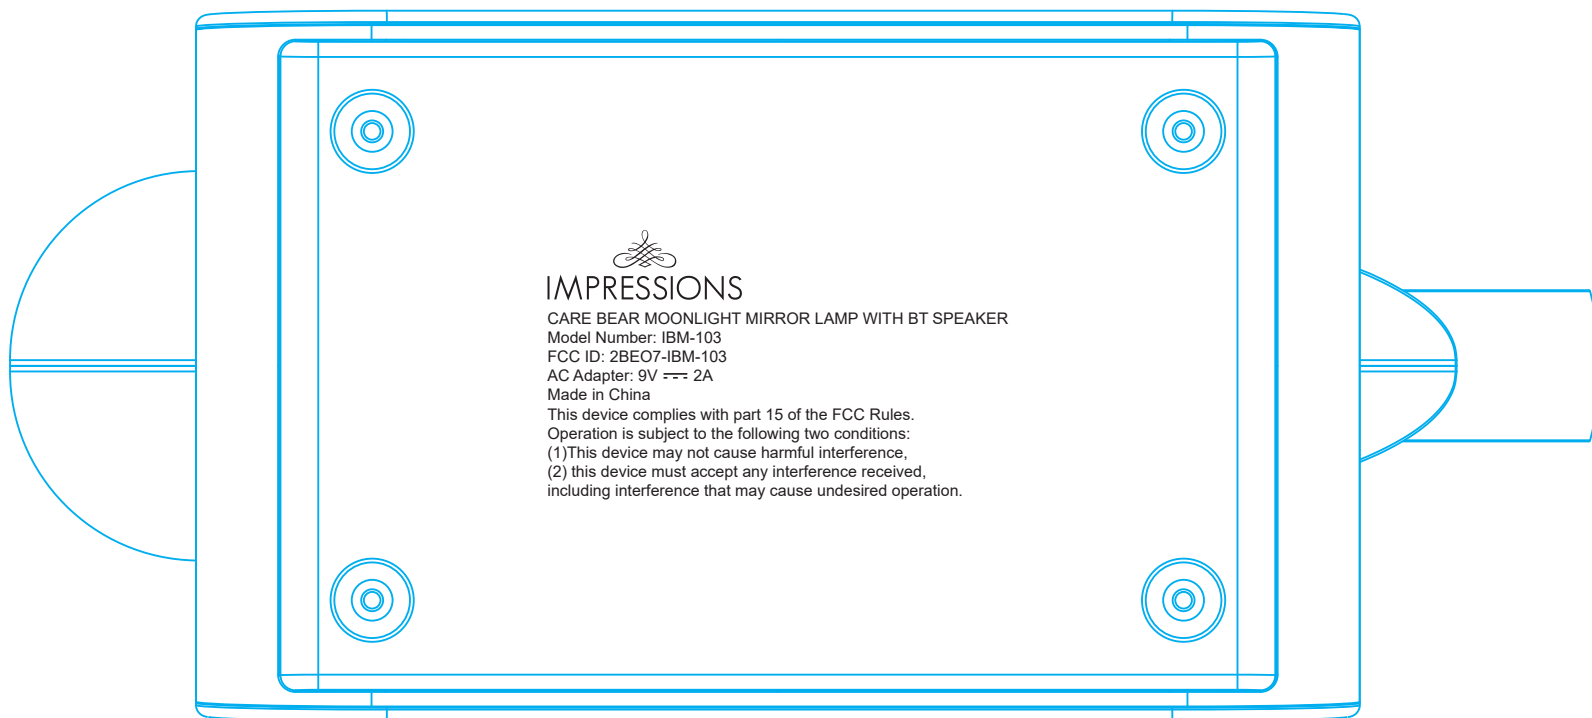 IMPRESSIONS
CARE BEAR MOONLIGHT MIRROR LAMP WITH BT SPEAKER
Model Number: IBM-103
FCC ID: 2BEO7-IBM-103
AC Adapter: 9V ⎓ 2A
Made in China
This device complies with part 15 of the FCC Rules.
Operation is subject to the following two conditions:
(1)This device may not cause harmful interference,
(2) this device must accept any interference received,
including interference that may cause undesired operation.